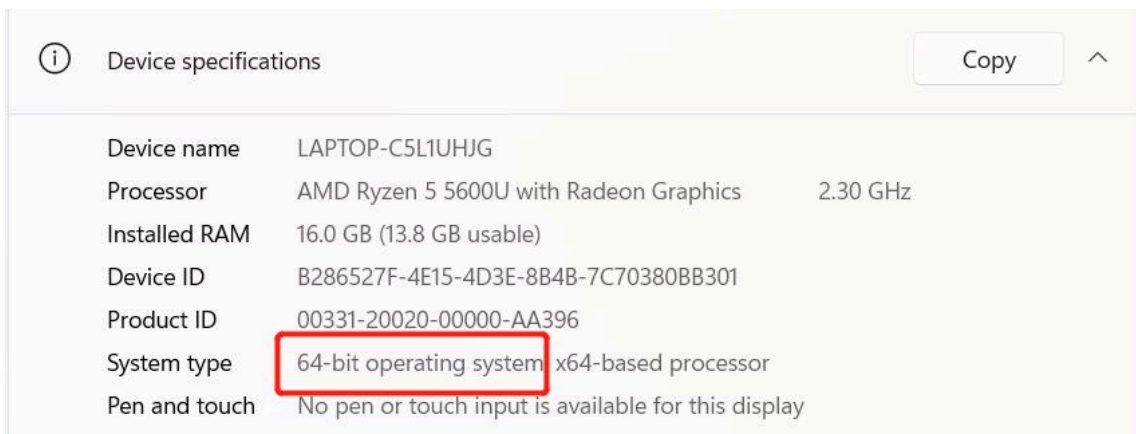 Device specifications Copy
Device name LAPTOP-C5L1UHJG
Processor AMD Ryzen 5 5600U with Radeon Graphics 2.30 GHz
Installed RAM 16.0 GB (13.8 GB usable)
Device ID B286527F-4E15-4D3E-8B4B-7C70380BB301
Product ID 00331-20020-00000-AA396
System type 64-bit operating system x64-based processor
Pen and touch No pen or touch input is available for this display